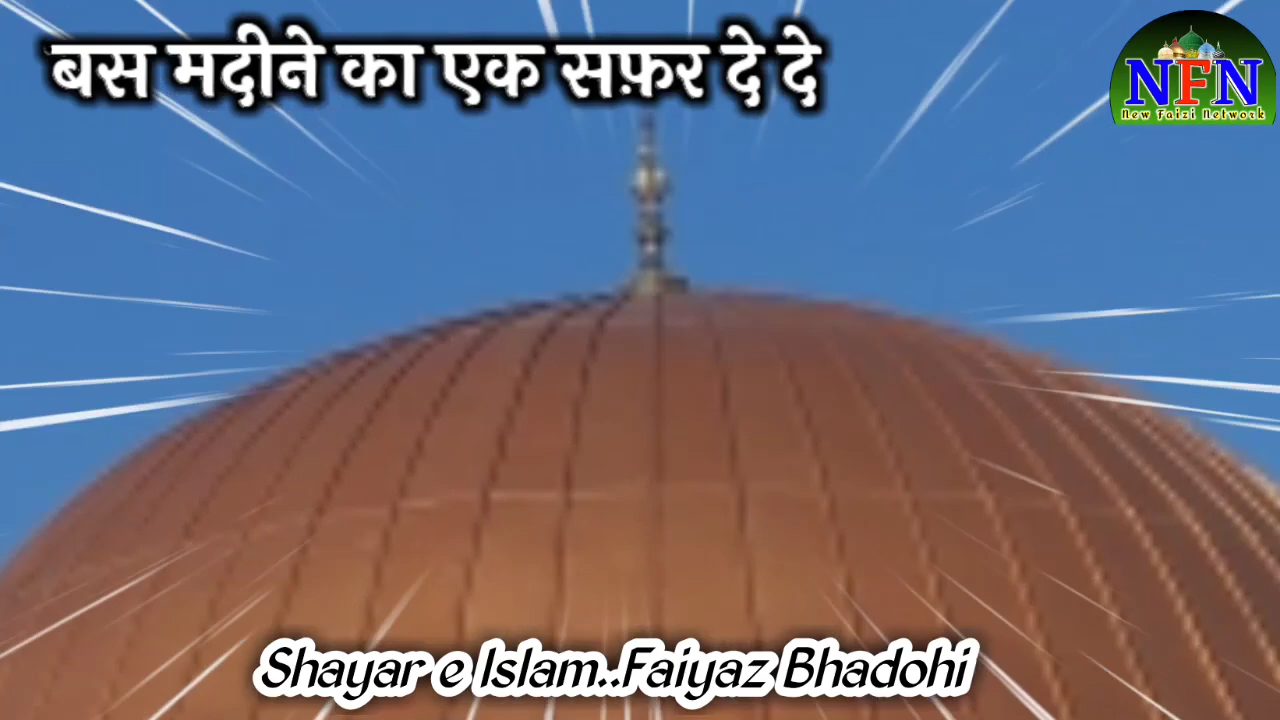 बस मदीने का एक सफ़र दे दे
NFN
New Faizi Network
Shayar e Islam..Faiyaz Bhadohi